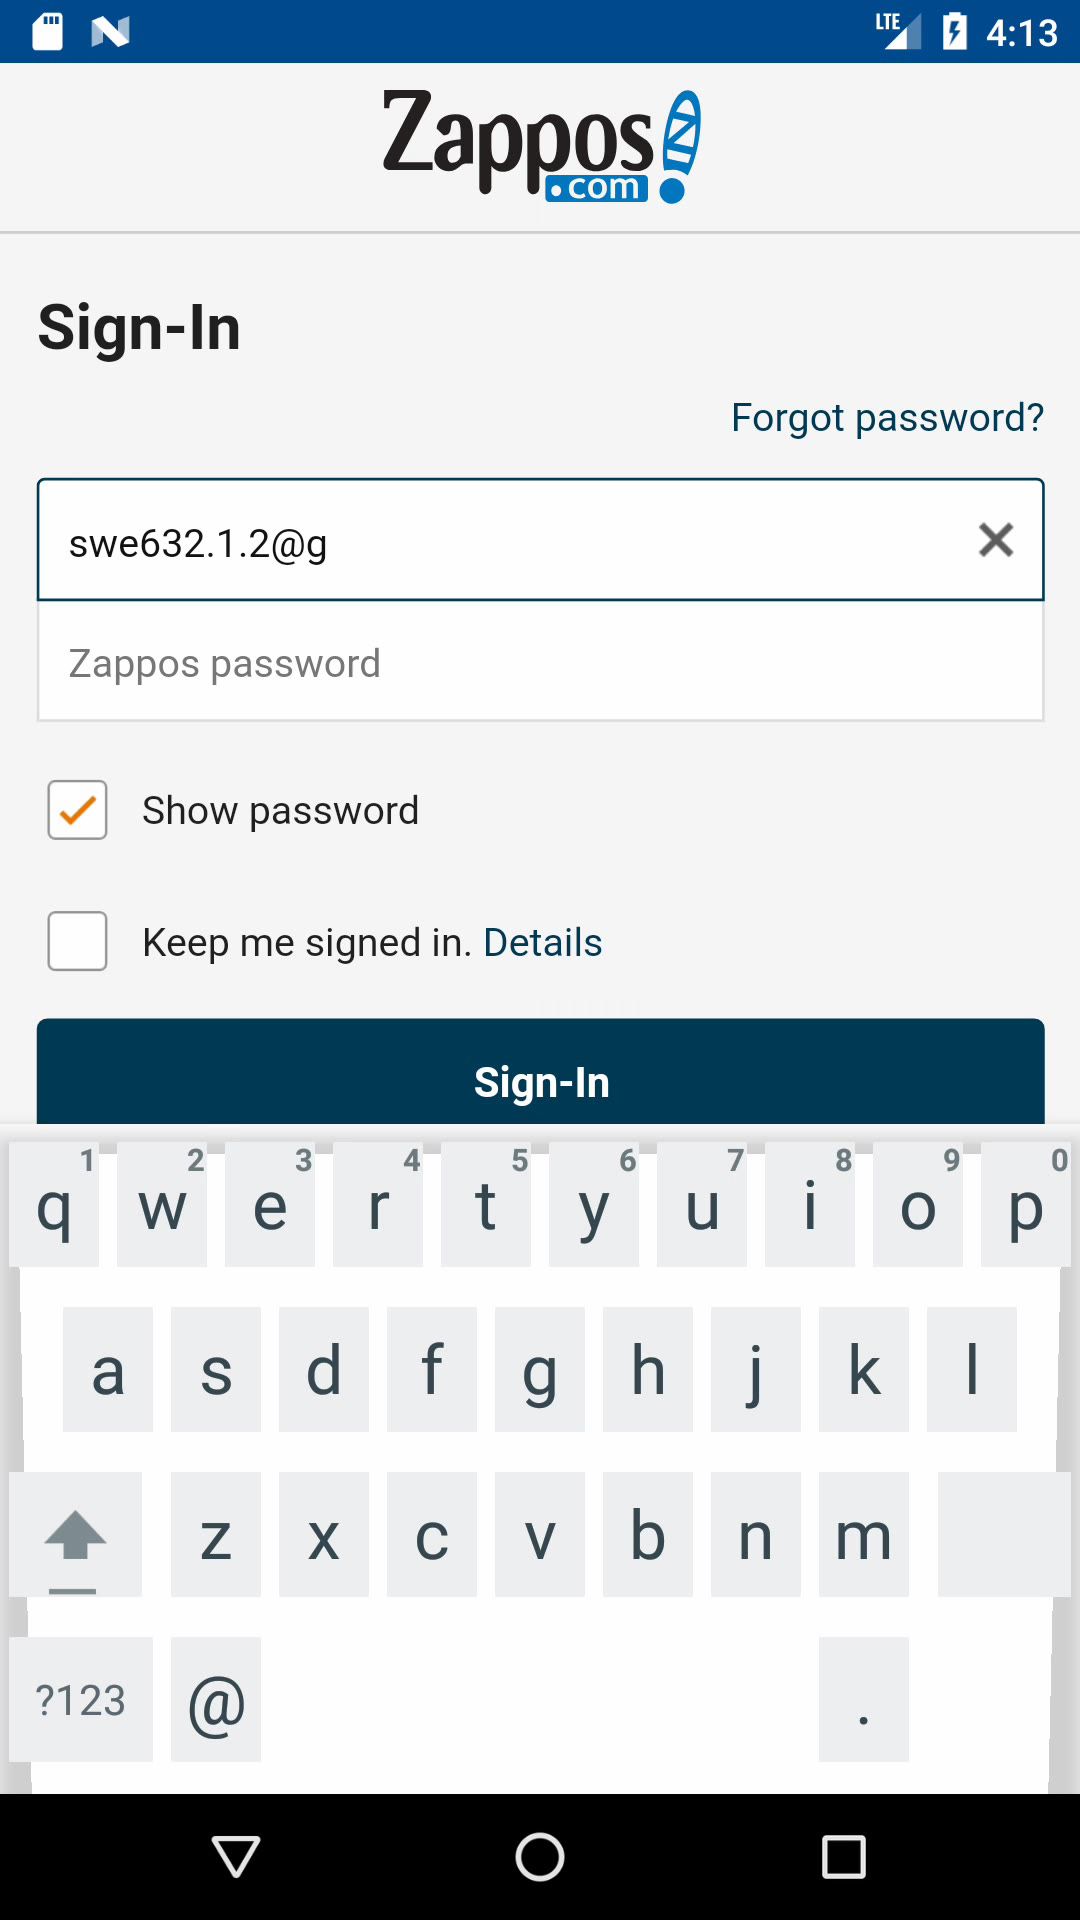 LTE 4:13
Zappos
.com
Sign-In
Forgot password?
swe632.1.2@g
Zappos password
Show password
Keep me signed in. Details
Sign-In
1 2 3 4 5 6 7 8 9 0
q w e r t y u i o p
a s d f g h j k l
z x c v b n m
?123 @ .